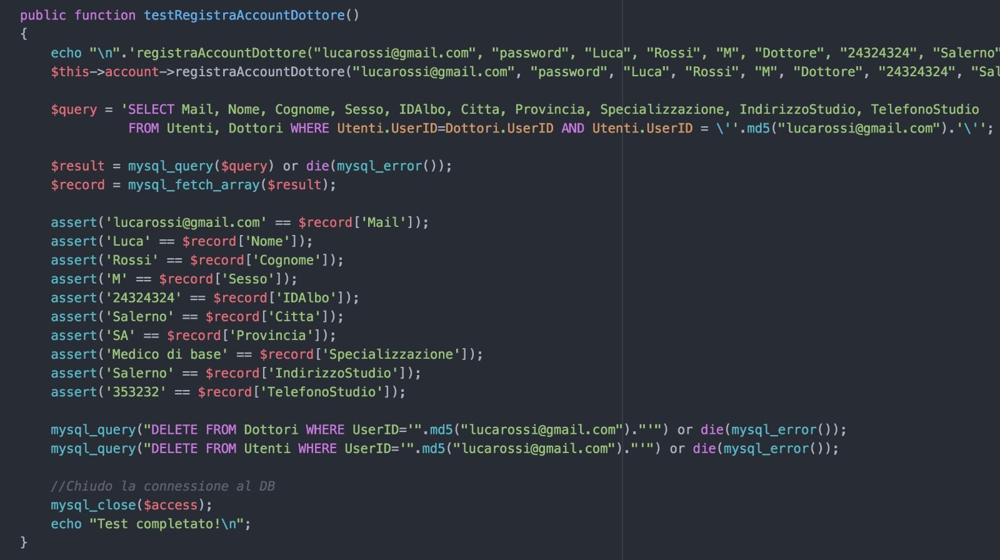 public function testRegistraAccountDottore()
{
echo "\n".'registraAccountDottore("lucarossi@gmail.com", "password", "Luca", "Rossi", "M", "Dottore", "24324324", "Salerno"
$this->account->registraAccountDottore("lucarossi@gmail.com", "password", "Luca", "Rossi", "M", "Dottore", "24324324", "Sal
$query = 'SELECT Mail, Nome, Cognome, Sesso, IDAlbo, Citta, Provincia, Specializzazione, IndirizzoStudio, TelefonoStudio
FROM Utenti, Dottori WHERE Utenti.UserID=Dottori.UserID AND Utenti.UserID = \''.md5("lucarossi@gmail.com").'\'';
$result = mysql_query($query) or die(mysql_error());
$record = mysql_fetch_array($result);
assert('lucarossi@gmail.com' == $record['Mail']);
assert('Luca' == $record['Nome']);
assert('Rossi' == $record['Cognome']);
assert('M' == $record['Sesso']);
assert('24324324' == $record['IDAlbo']);
assert('Salerno' == $record['Citta']);
assert('SA' == $record['Provincia']);
assert('Medico di base' == $record['Specializzazione']);
assert('Salerno' == $record['IndirizzoStudio']);
assert('353232' == $record['TelefonoStudio']);
mysql_query("DELETE FROM Dottori WHERE UserID='".md5("lucarossi@gmail.com")."'") or die(mysql_error());
mysql_query("DELETE FROM Utenti WHERE UserID='".md5("lucarossi@gmail.com")."'") or die(mysql_error());
//Chiudo la connessione al DB
mysql_close($access);
echo "Test completato!\n";
}